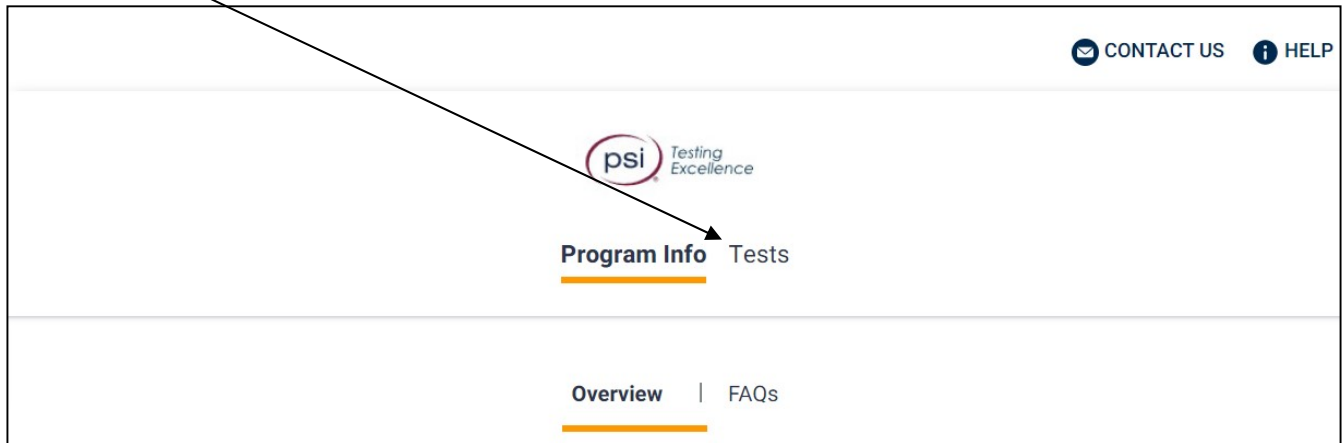 CONTACT US HELP
psi Testing
Excellence
Program Info Tests
Overview | FAQs